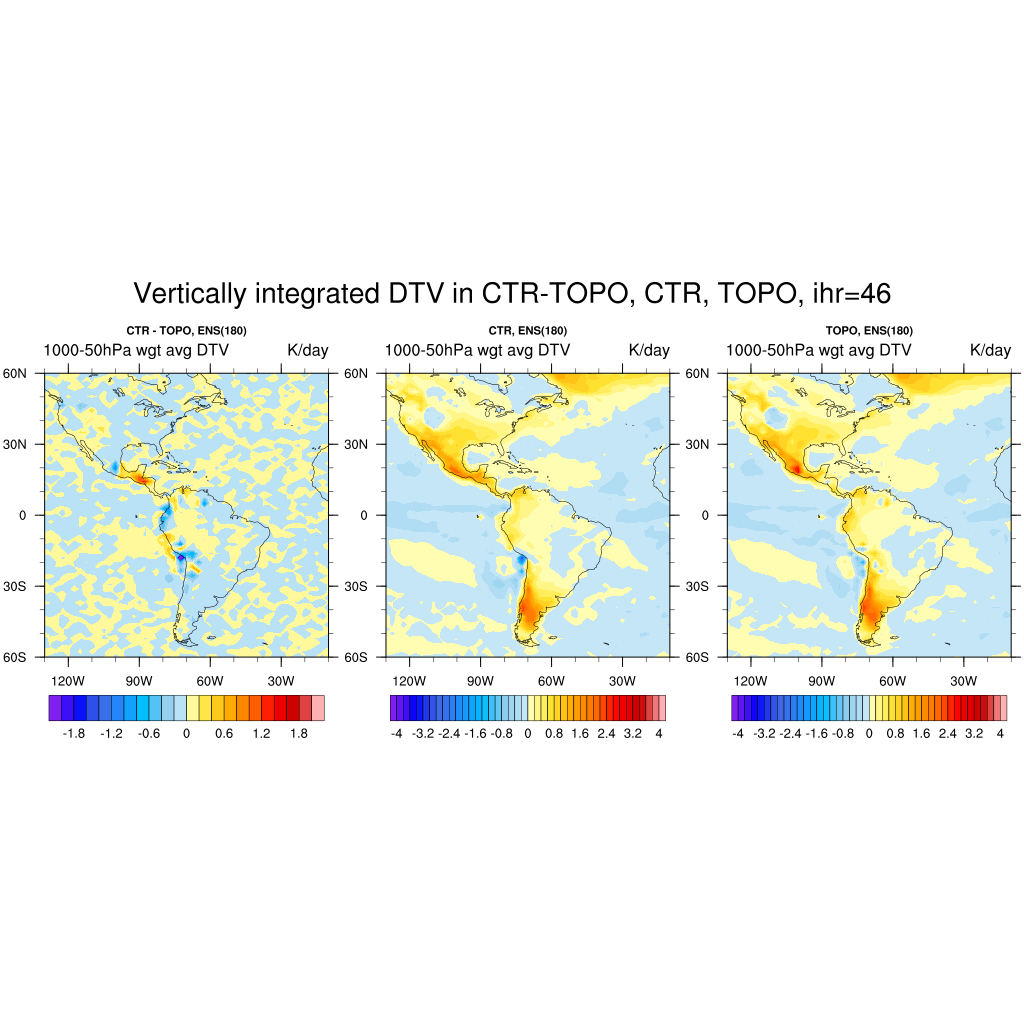 Vertically integrated DTV in CTR-TOPO, CTR, TOPO, ihr=46
CTR - TOPO, ENS(180)
1000-50hPa wgt avg DTV K/day
60N
30N
0
30S
60S
120W 90W 60W 30W
-1.8 -1.2 -0.6 0 0.6 1.2 1.8
CTR, ENS(180)
1000-50hPa wgt avg DTV K/day
60N
30N
0
30S
60S
120W 90W 60W 30W
-4 -3.2 -2.4 -1.6 -0.8 0 0.8 1.6 2.4 3.2 4
TOPO, ENS(180)
1000-50hPa wgt avg DTV K/day
60N
30N
0
30S
60S
120W 90W 60W 30W
-4 -3.2 -2.4 -1.6 -0.8 0 0.8 1.6 2.4 3.2 4